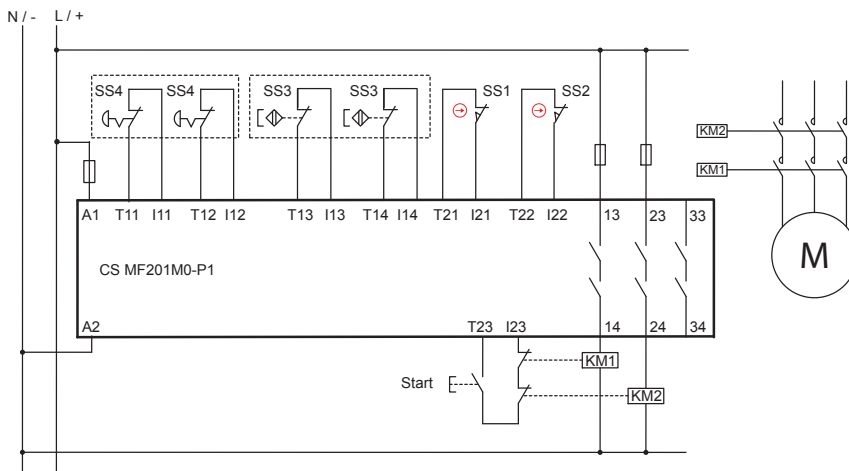 N / - L / +
SS4 SS4 SS3 SS3 SS1 SS2
KM2
KM1
A1 T11 I11 T12 I12 T13 I13 T14 I14 T21 I21 T22 I22 13 23 33
M
CS MF201M0-P1
A2 T23 I23 14 24 34
KM1
Start
KM2